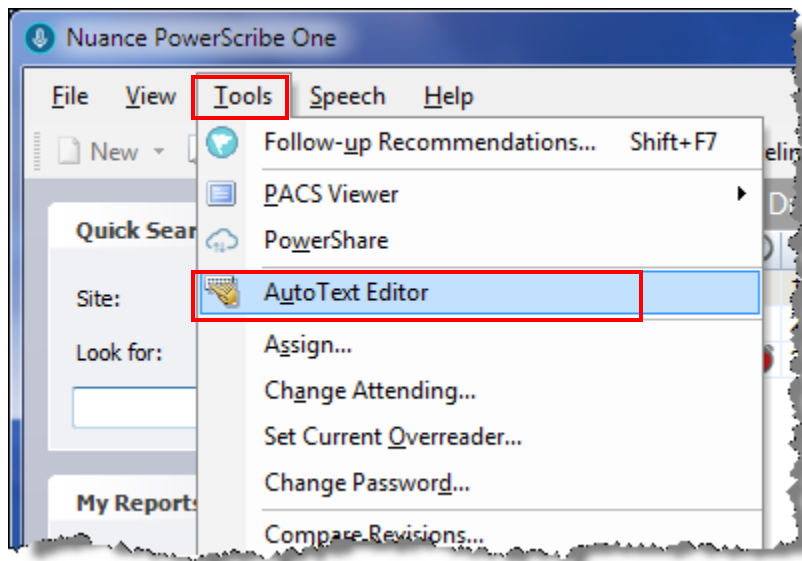 Nuance PowerScribe One
File View Tools Speech Help
New
Follow-up Recommendations... Shift+F7
PACS Viewer
Quick Sear
PowerShare
Site:
AutoText Editor
Look for:
Assign...
Change Attending...
Set Current Overreader...
Change Password...
My Reports
Compare Revisions...